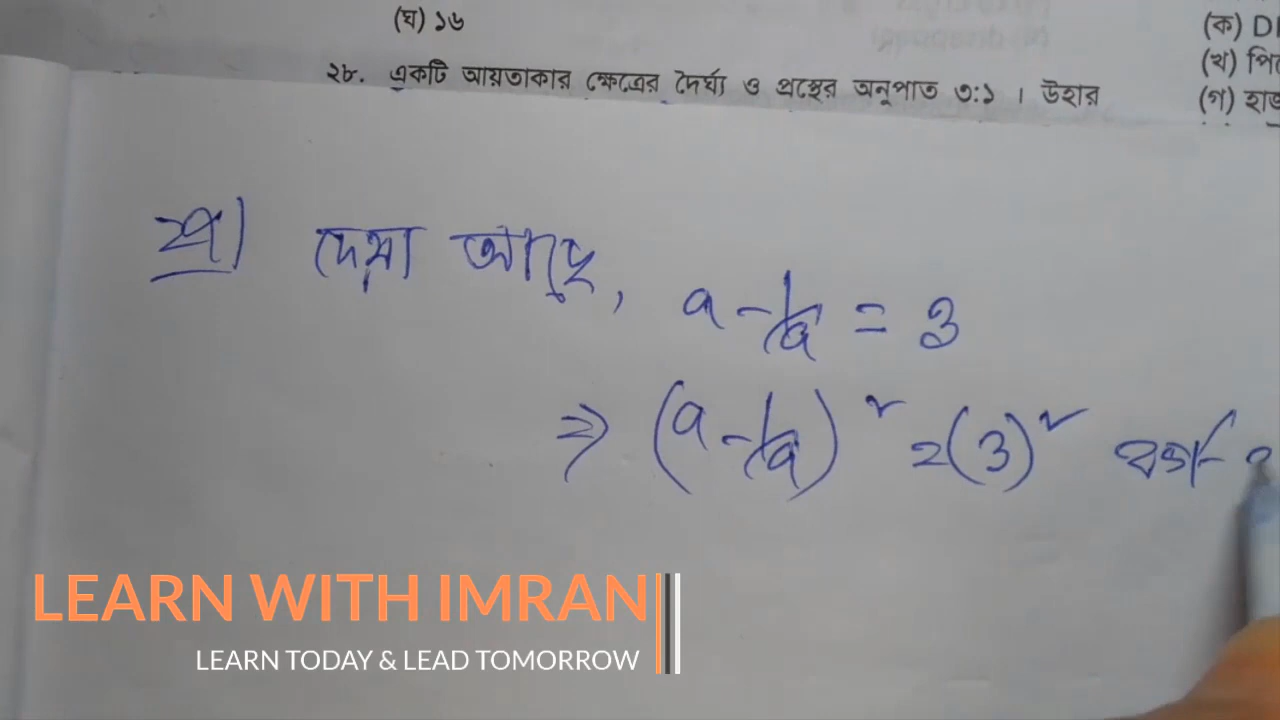 (ঘ) ১৬
২৮. একটি আয়তাকার ক্ষেত্রের দৈর্ঘ্য ও প্রস্থের অনুপাত ৩:১ । উহার
(ক) DI
(খ) পি
(গ) হাজ
দেয়া আছে, a - 1/a = 3
⇒ (a - 1/a)² = (3)² বর্গ
LEARN WITH IMRAN
LEARN TODAY & LEAD TOMORROW